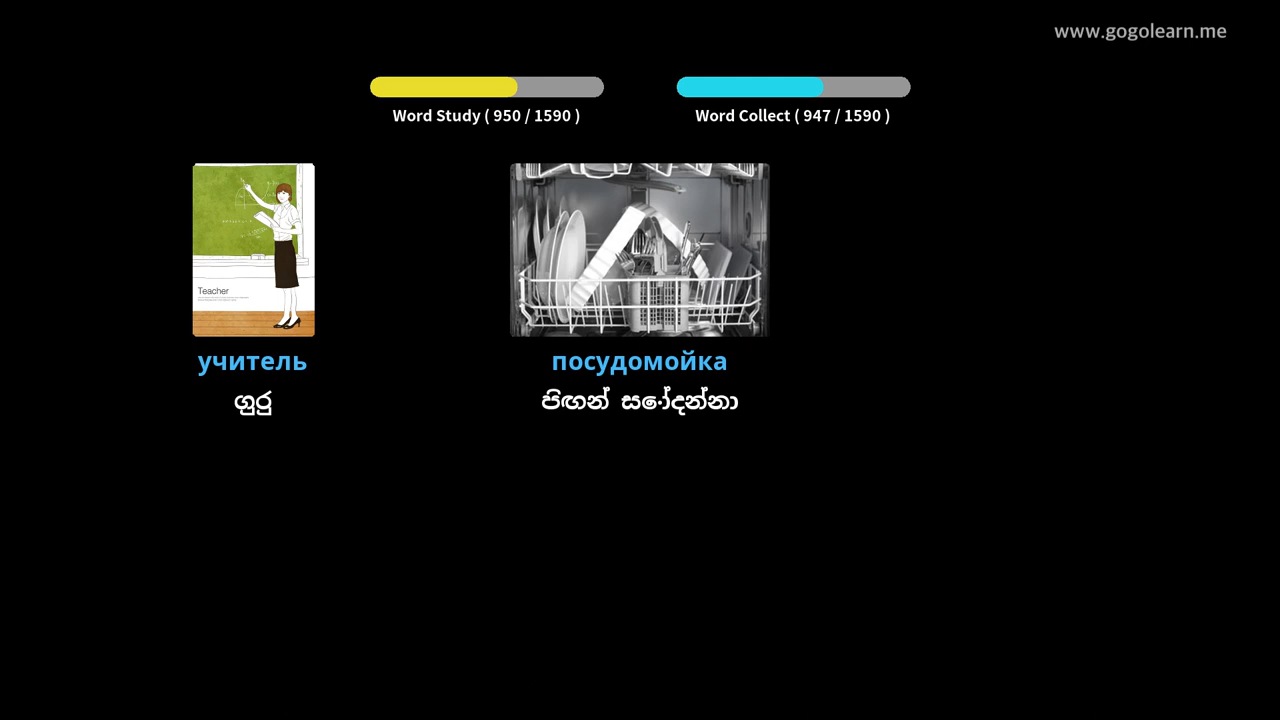 www.gogolearn.me
Word Study ( 950 / 1590 )
Word Collect ( 947 / 1590 )
Teacher
учитель
ගුරු
посудомойка
පිඟන් සෝදන්නා